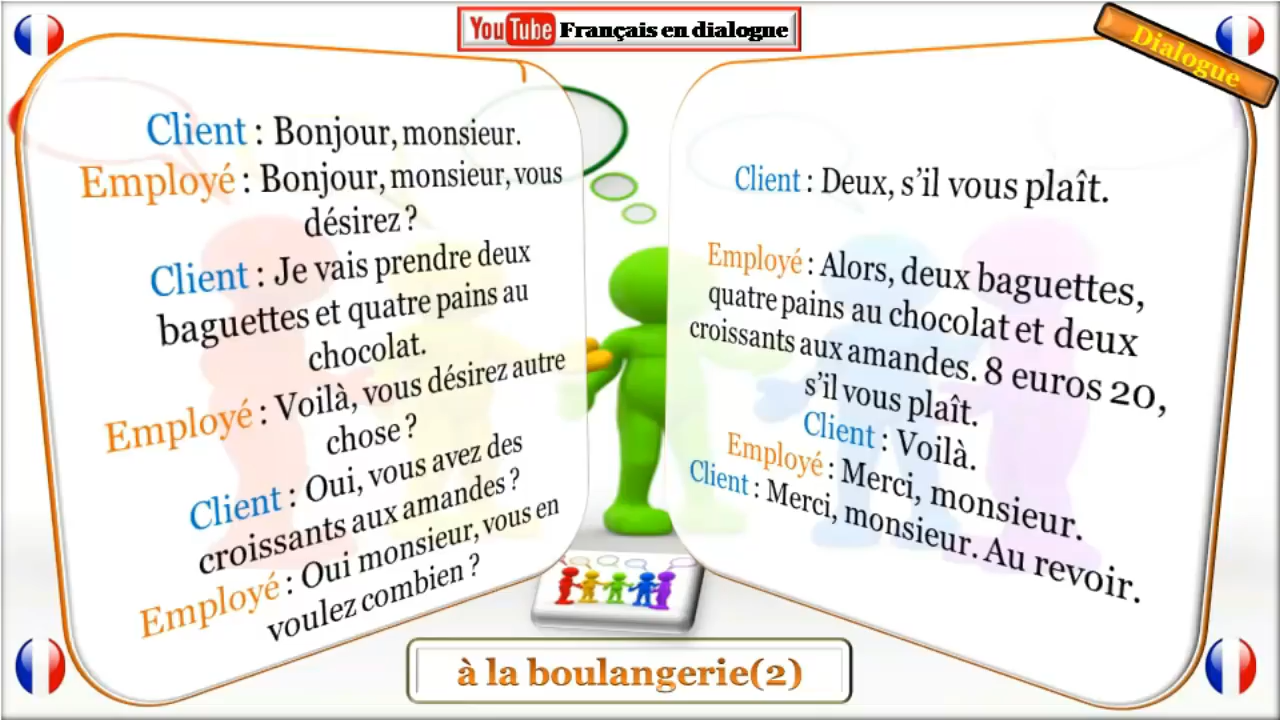 YouTube Français en dialogue
Dialogue
Client : Bonjour, monsieur.
Employé : Bonjour, monsieur, vous
désirez ?
Client : Je vais prendre deux
baguettes et quatre pains au
chocolat.
Employé : Voilà, vous désirez autre
chose ?
Client : Oui, vous avez des
croissants aux amandes ?
Employé : Oui monsieur, vous en
voulez combien ?
Client : Deux, s’il vous plaît.
Employé : Alors, deux baguettes,
quatre pains au chocolat et deux
croissants aux amandes. 8 euros 20,
s’il vous plaît.
Client : Voilà.
Employé : Merci, monsieur.
Client : Merci, monsieur. Au revoir.
à la boulangerie(2)